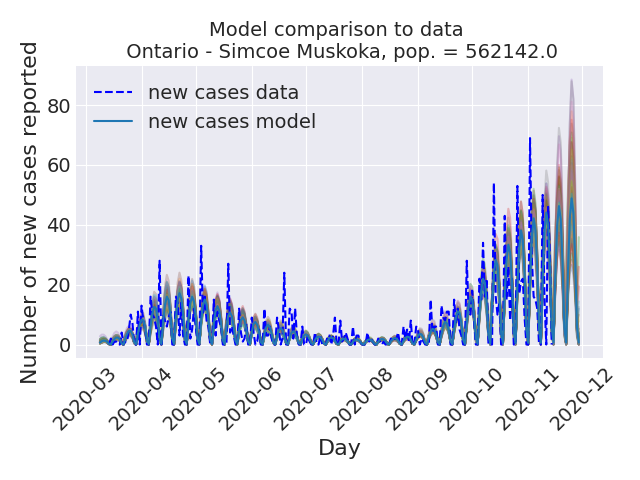 Model comparison to data
Ontario - Simcoe Muskoka, pop. = 562142.0
Number of new cases reported
80
60
40
20
0
new cases data
new cases model
2020-03
2020-04
2020-05
2020-06
2020-07
2020-08
2020-09
2020-10
2020-11
2020-12
Day